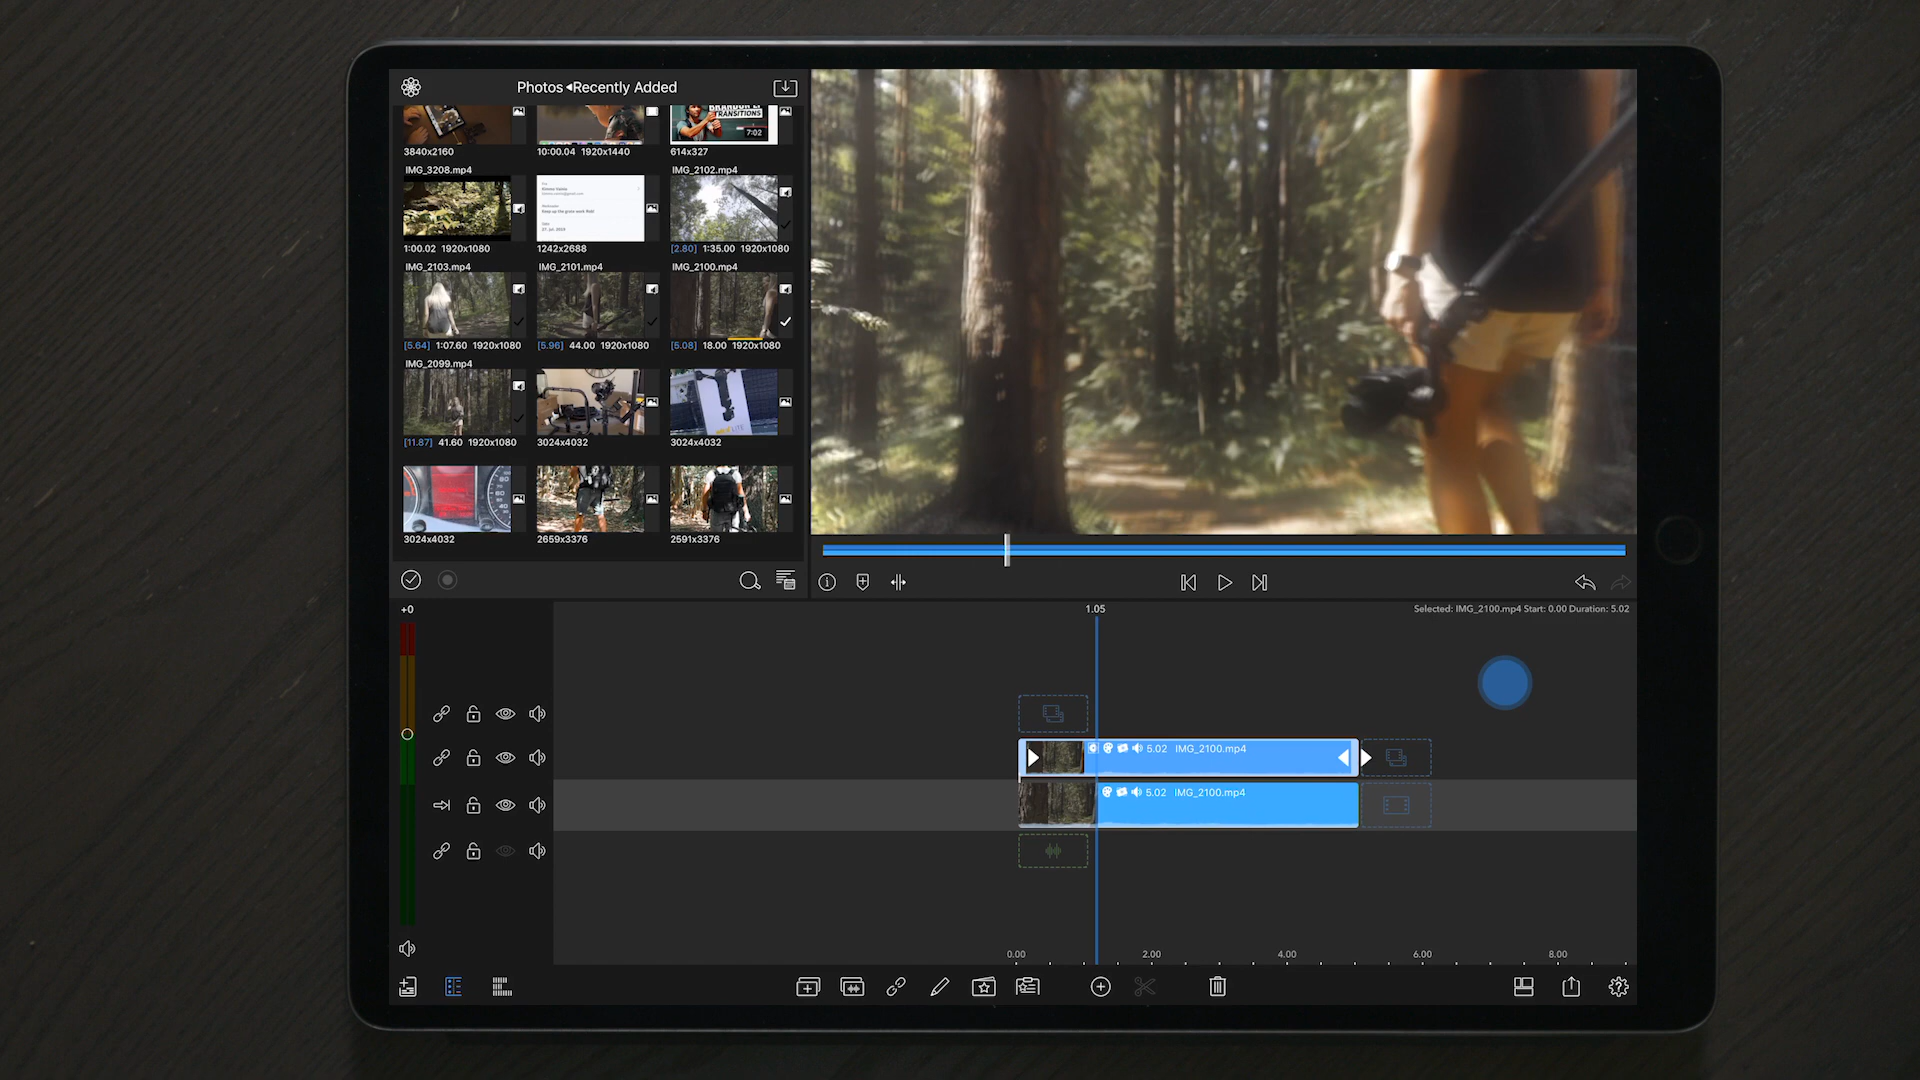 Photos ◂Recently Added
TRANSITIONS
7:02
3840x2160
10:00.04 1920x1440
614x327
IMG_3208.mp4
IMG_2102.mp4
1:00.02 1920x1080
1242x2688
[2.80] 1:35.00 1920x1080
IMG_2103.mp4
IMG_2101.mp4
IMG_2100.mp4
[5.64] 1:07.60 1920x1080
[5.96] 44.00 1920x1080
[5.08] 18.00 1920x1080
IMG_2099.mp4
[11.87] 41.60 1920x1080
3024x4032
3024x4032
3024x4032
2659x3376
2591x3376
+0
1.05
Selected: IMG_2100.mp4 Start: 0.00 Duration: 5.02
5.02 IMG_2100.mp4
5.02 IMG_2100.mp4
0.00
2.00
4.00
6.00
8.00